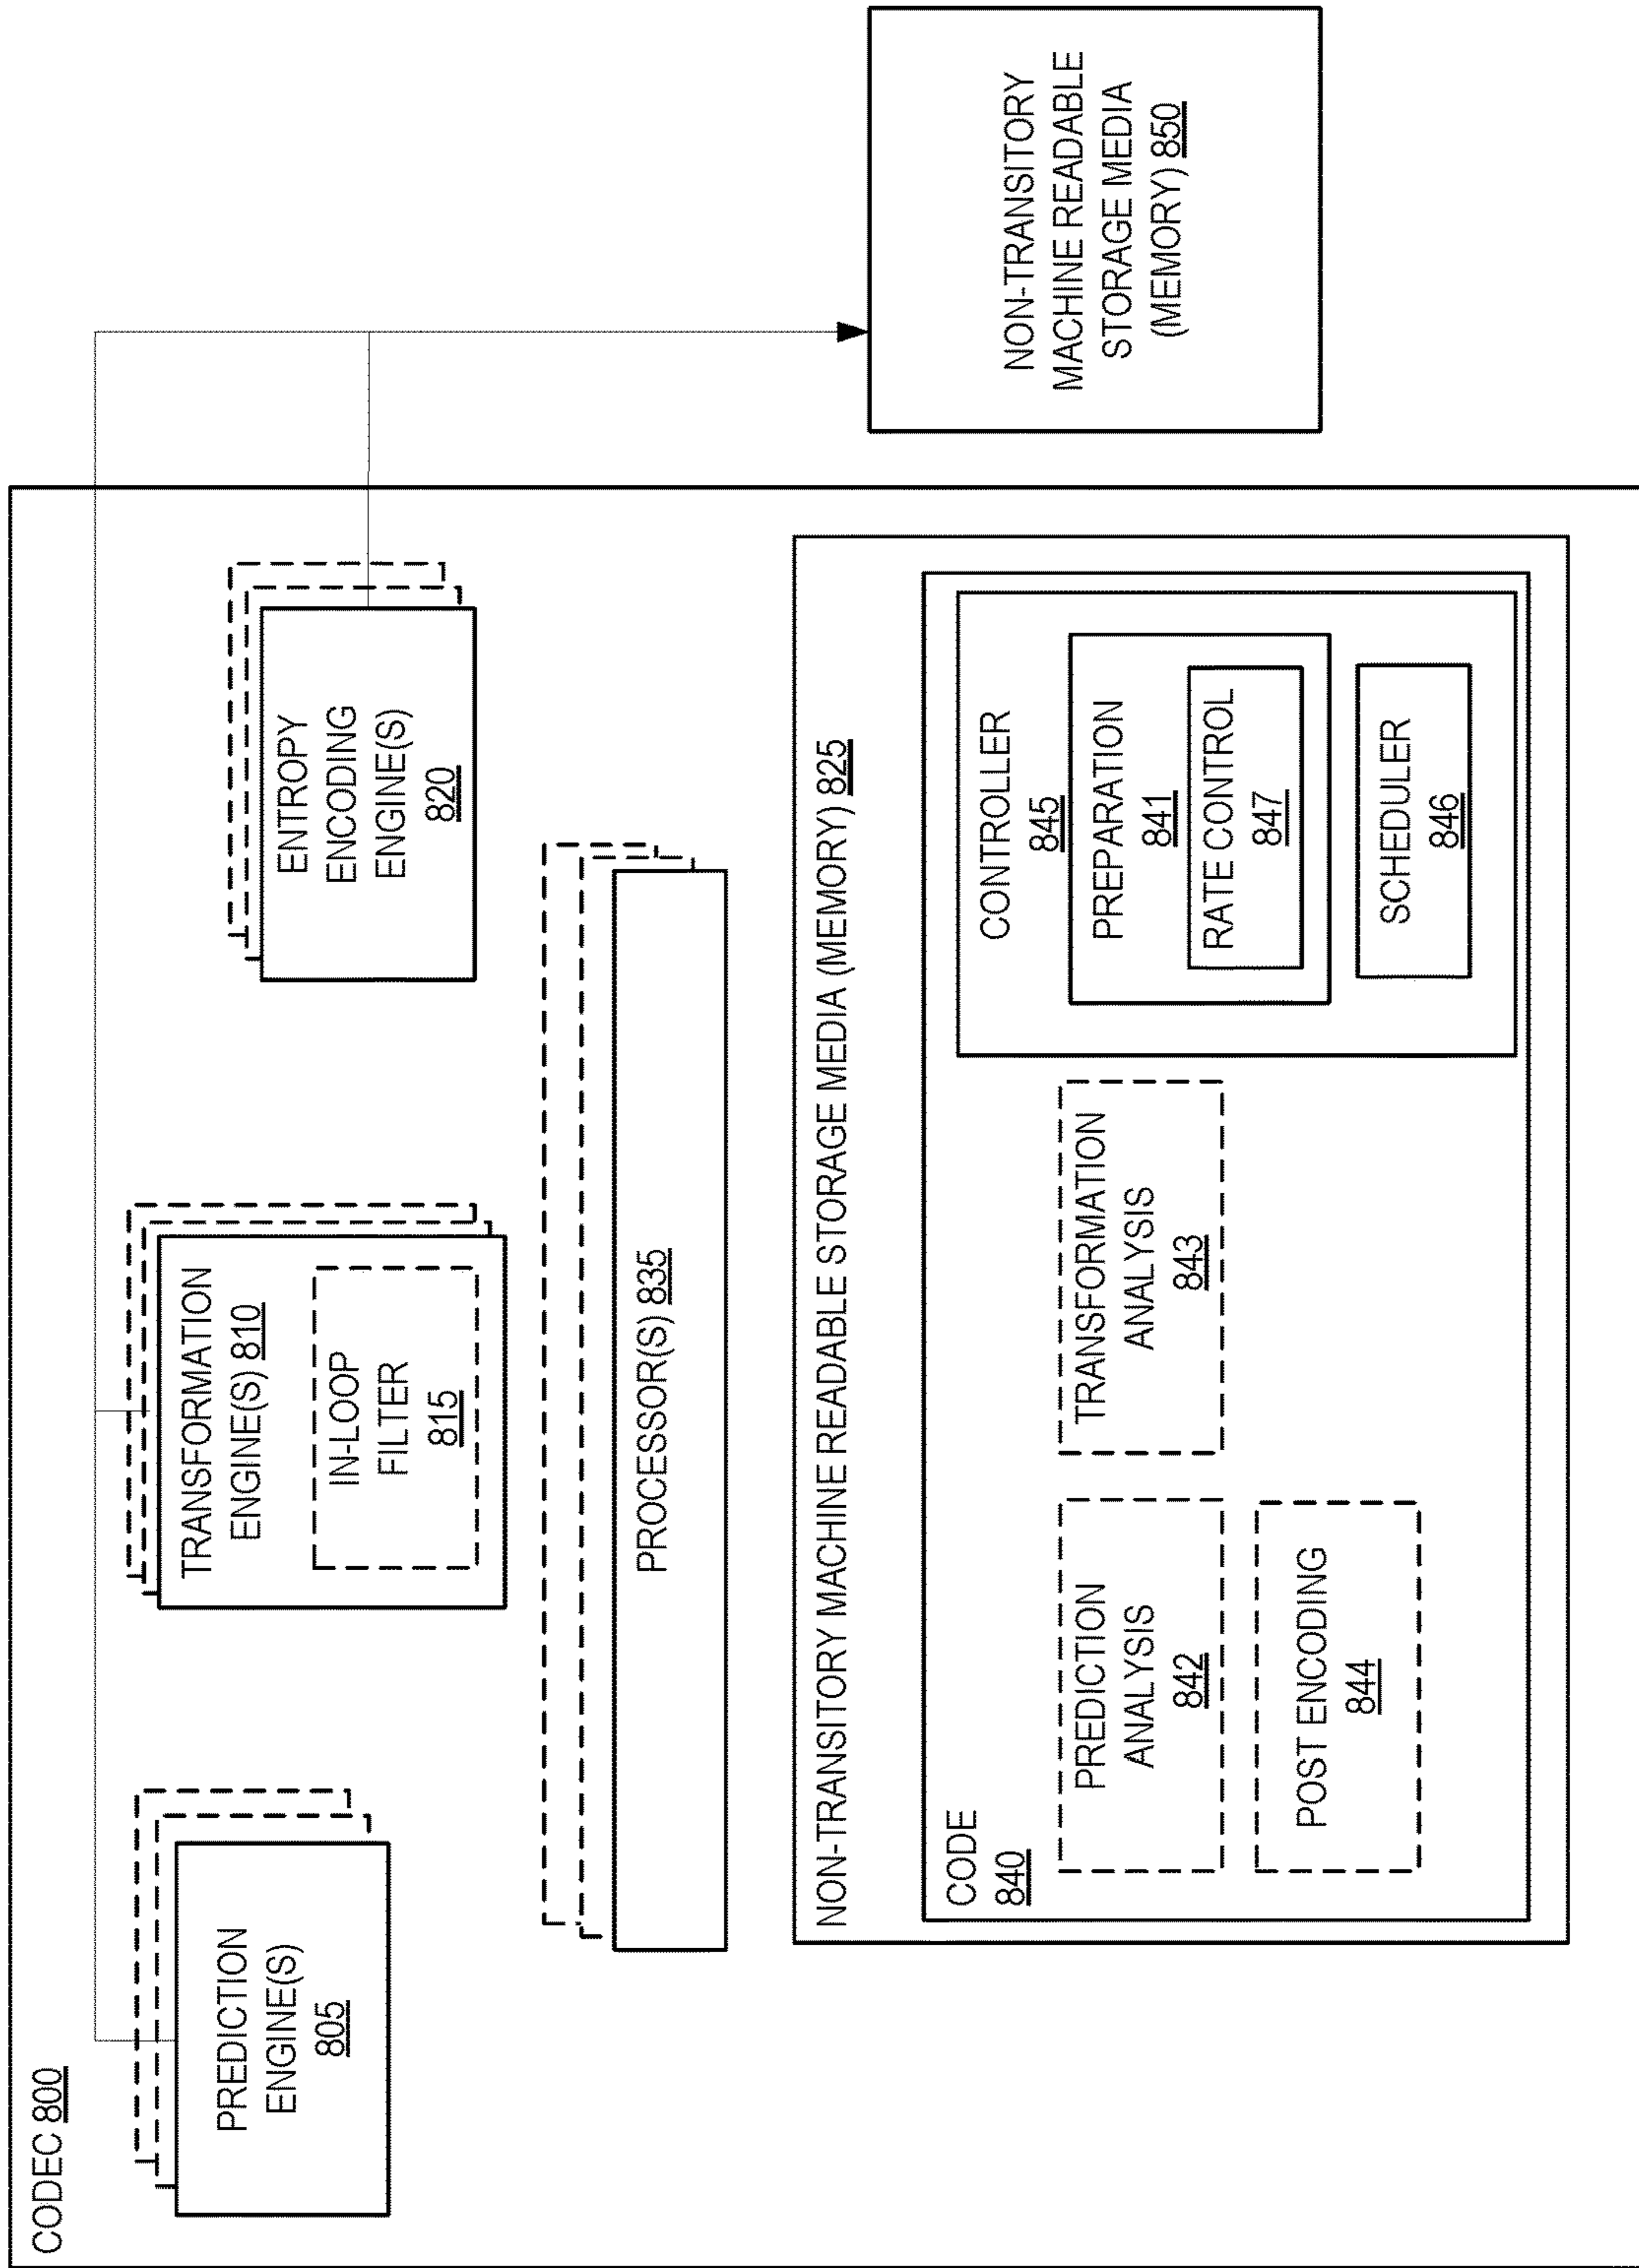 CODEC 800
PREDICTION
ENGINE(S)
805
TRANSFORMATION
ENGINE(S) 810
IN-LOOP
FILTER
815
ENTROPY
ENCODING
ENGINE(S)
820
PROCESSOR(S) 835
NON-TRANSITORY MACHINE READABLE STORAGE MEDIA (MEMORY) 825
CODE
840
PREDICTION
ANALYSIS
842
POST ENCODING
844
TRANSFORMATION
ANALYSIS
843
CONTROLLER
845
PREPARATION
841
RATE CONTROL
847
SCHEDULER
846
NON-TRANSITORY
MACHINE READABLE
STORAGE MEDIA
(MEMORY) 850